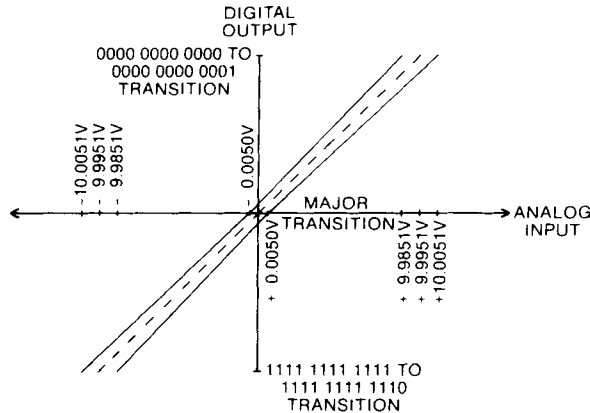 DIGITAL
OUTPUT
0000 0000 0000 TO
0000 0000 0001
TRANSITION
-10.0051V
- 9.9951V
- 9.9851V
- 0.0050V
MAJOR
TRANSITION
ANALOG
INPUT
+ 0.0050V
+ 9.9851V
+ 9.9951V
+10.0051V
1111 1111 1111 TO
1111 1111 1110
TRANSITION